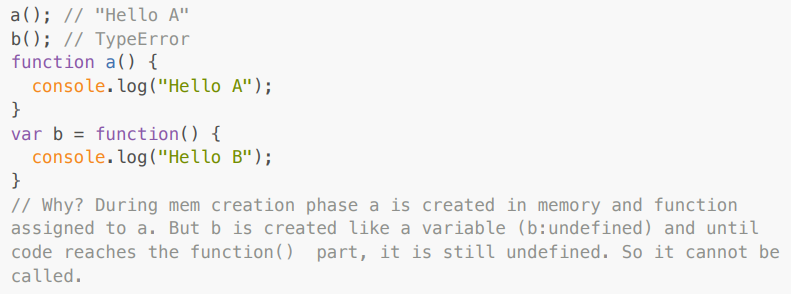 a(); // "Hello A"
b(); // TypeError
function a() {
  console.log("Hello A");
}
var b = function() {
  console.log("Hello B");
}
// Why? During mem creation phase a is created in memory and function
assigned to a. But b is created like a variable (b:undefined) and until
code reaches the function()  part, it is still undefined. So it cannot be
called.